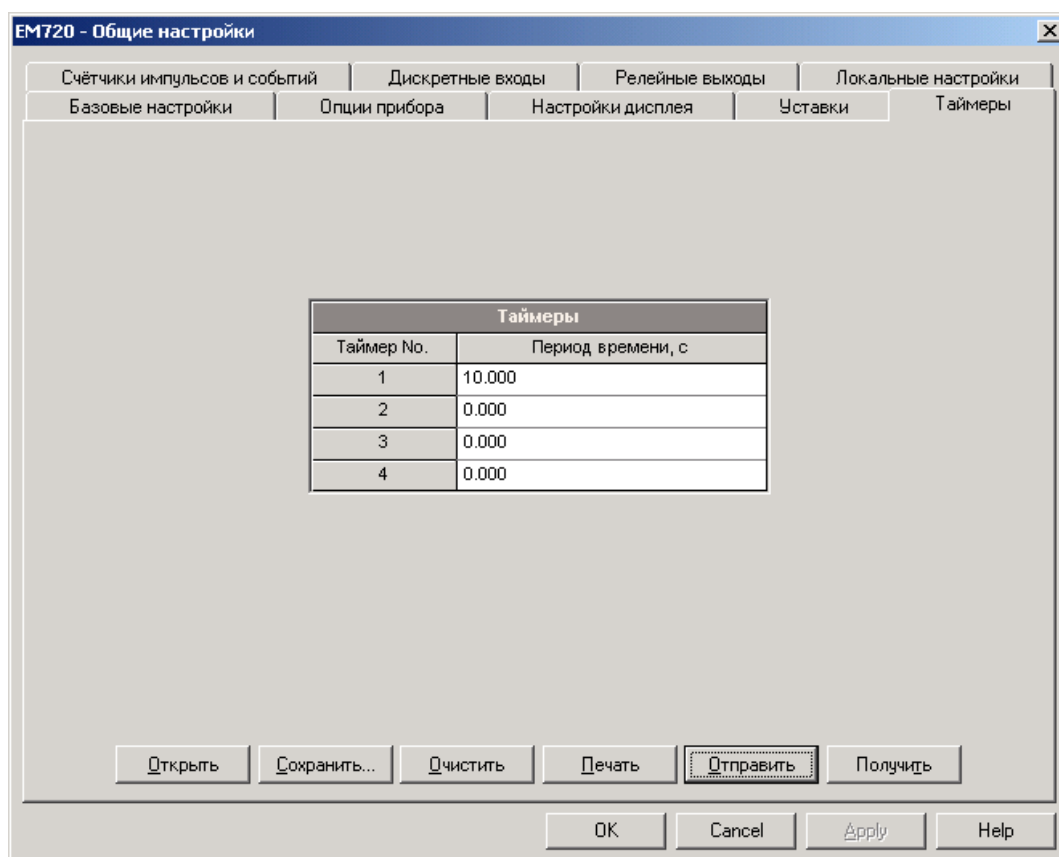 EM720 - Общие настройки
Счётчики импульсов и событий Дискретные входы Релейные выходы Локальные настройки
Базовые настройки Опции прибора Настройки дисплея Уставки Таймеры
Таймеры
Таймер No. Период времени, с
1 10.000
2 0.000
3 0.000
4 0.000
Открыть Сохранить... Очистить Печать Отправить Получить
OK Cancel Apply Help